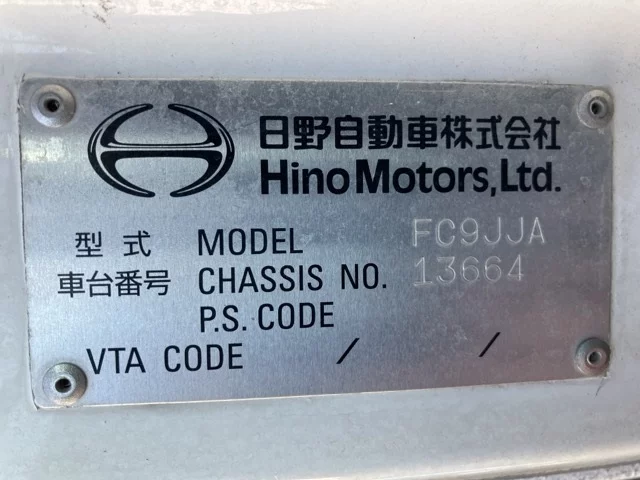 日野自動車株式会社
Hino Motors, Ltd.
型式 MODEL FC9JJA
車台番号 CHASSIS NO. 13664
P.S. CODE
VTA CODE / /